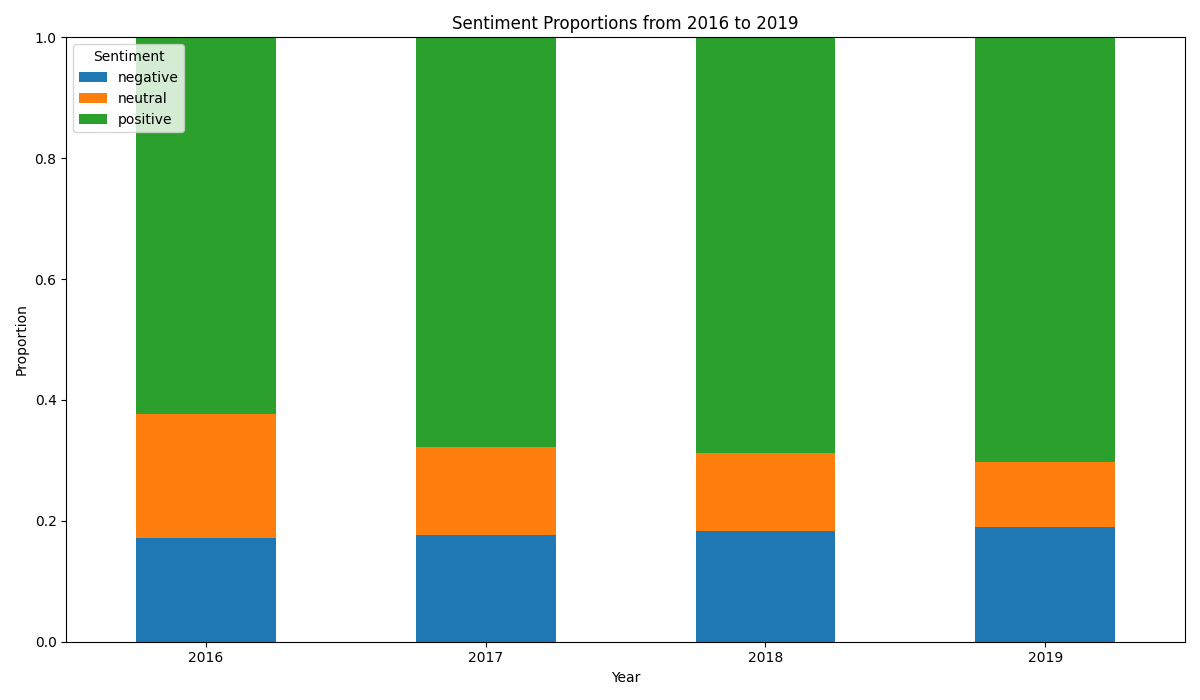 Sentiment Proportions from 2016 to 2019
Sentiment
negative
neutral
positive
1.0
0.8
0.6
0.4
0.2
0.0
Proportion
2016 2017 2018 2019
Year